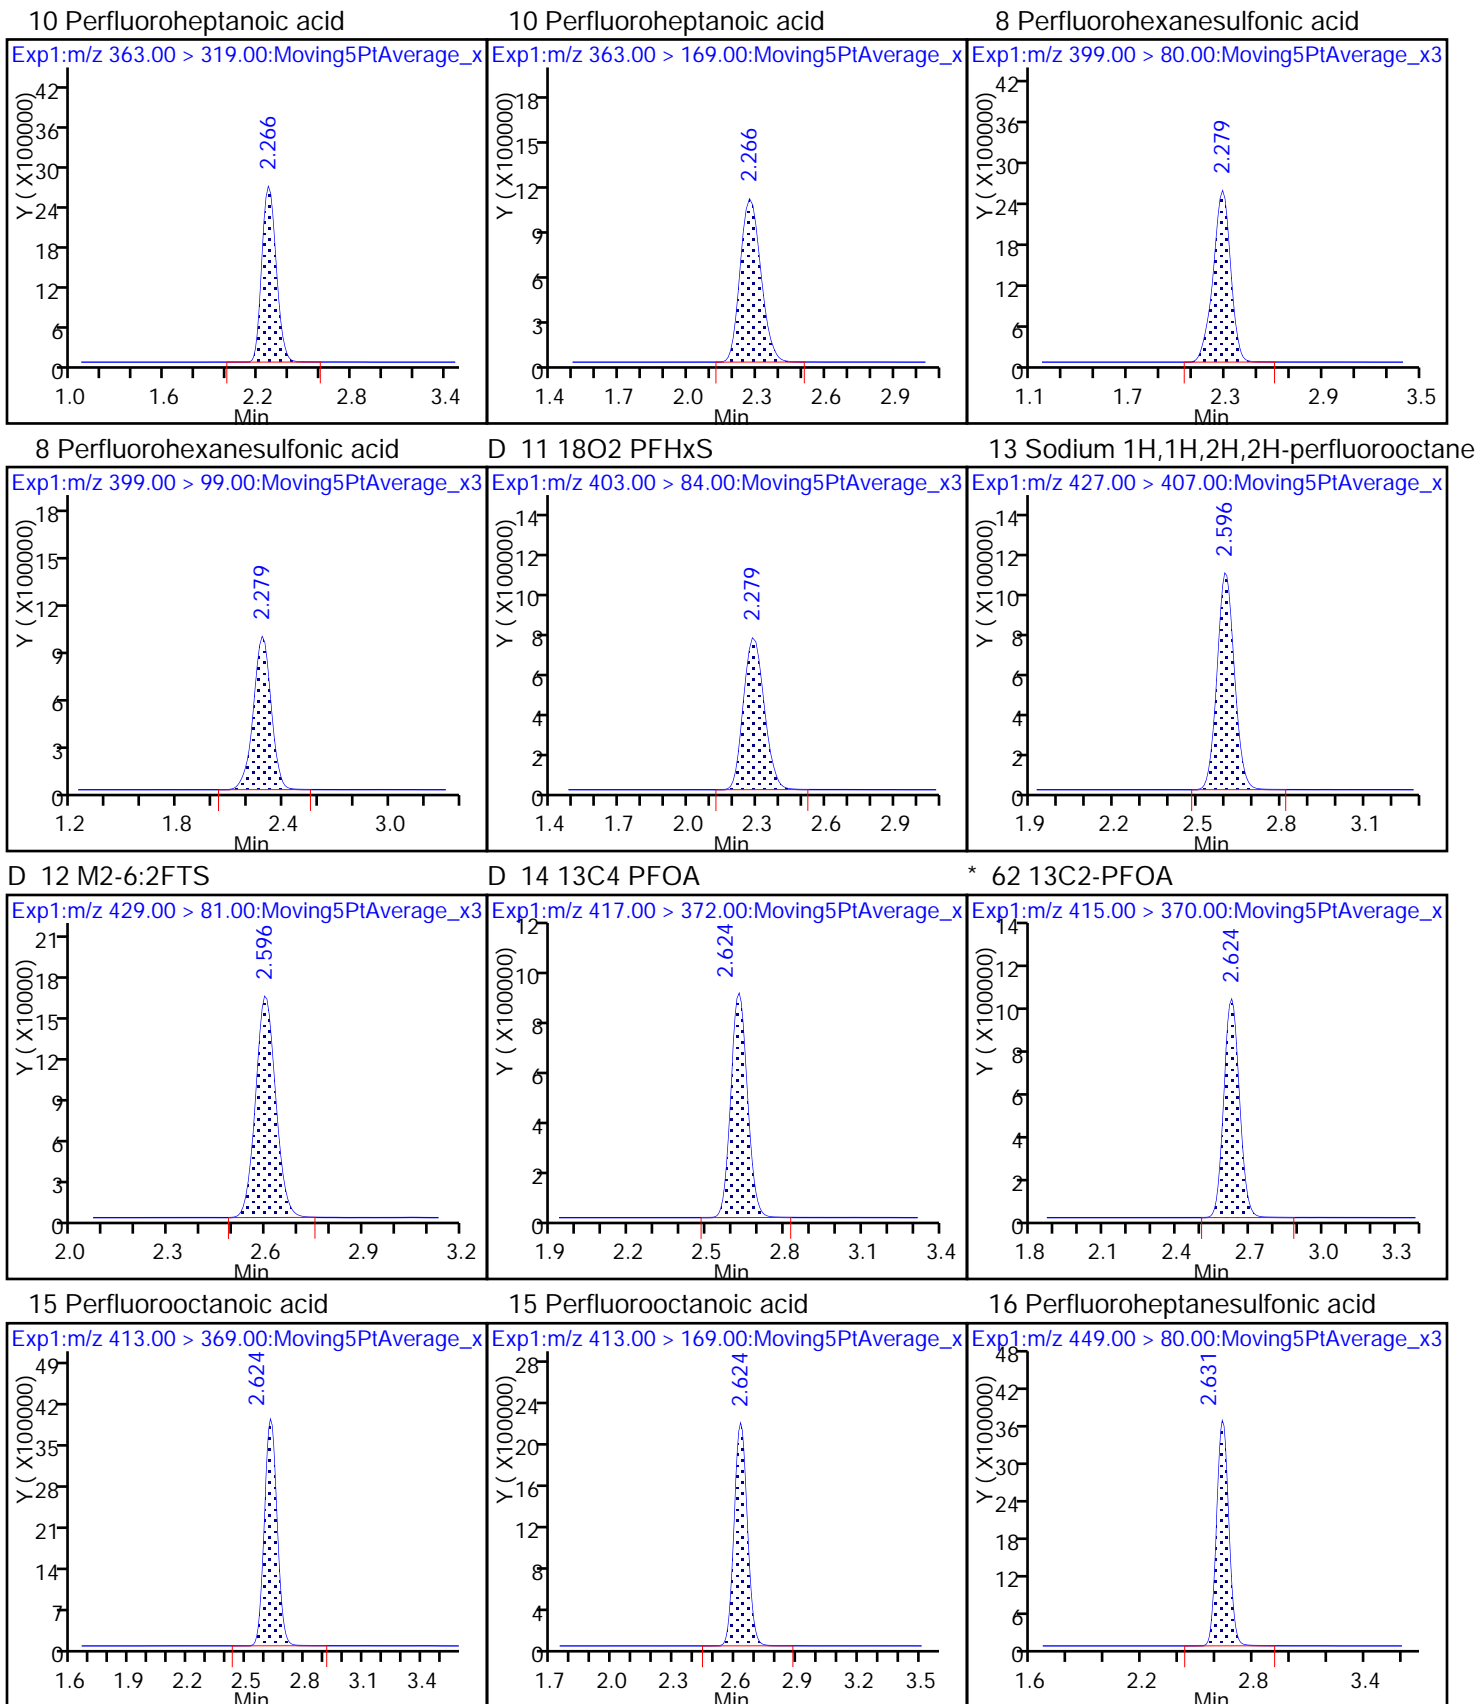 10 Perfluoroheptanoic acid
Exp1:m/z 363.00 > 319.00:Moving5PtAverage_x
Y ( X100000)
42
36
30
24
18
12
6
0
2.266
1.0 1.6 2.2 2.8 3.4
Min
10 Perfluoroheptanoic acid
Exp1:m/z 363.00 > 169.00:Moving5PtAverage_x
Y ( X100000)
18
15
12
9
6
3
0
2.266
1.4 1.7 2.0 2.3 2.6 2.9
Min
8 Perfluorohexanesulfonic acid
Exp1:m/z 399.00 > 80.00:Moving5PtAverage_x3
Y ( X100000)
42
36
30
24
18
12
6
0
2.279
1.1 1.7 2.3 2.9 3.5
Min
8 Perfluorohexanesulfonic acid
Exp1:m/z 399.00 > 99.00:Moving5PtAverage_x3
Y ( X100000)
18
15
12
9
6
3
0
2.279
1.2 1.8 2.4 3.0
Min
D 11 18O2 PFHxS
Exp1:m/z 403.00 > 84.00:Moving5PtAverage_x3
Y ( X100000)
14
12
10
8
6
4
2
0
2.279
1.4 1.7 2.0 2.3 2.6 2.9
Min
13 Sodium 1H,1H,2H,2H-perfluorooctane
Exp1:m/z 427.00 > 407.00:Moving5PtAverage_x
Y ( X100000)
14
12
10
8
6
4
2
0
2.596
1.9 2.2 2.5 2.8 3.1
Min
D 12 M2-6:2FTS
Exp1:m/z 429.00 > 81.00:Moving5PtAverage_x3
Y ( X100000)
21
18
15
12
9
6
3
0
2.596
2.0 2.3 2.6 2.9 3.2
Min
D 14 13C4 PFOA
Exp1:m/z 417.00 > 372.00:Moving5PtAverage_x
Y ( X100000)
12
10
8
6
4
2
0
2.624
1.9 2.2 2.5 2.8 3.1 3.4
Min
* 62 13C2-PFOA
Exp1:m/z 415.00 > 370.00:Moving5PtAverage_x
Y ( X100000)
14
12
10
8
6
4
2
0
2.624
1.8 2.1 2.4 2.7 3.0 3.3
Min
15 Perfluorooctanoic acid
Exp1:m/z 413.00 > 369.00:Moving5PtAverage_x
Y ( X100000)
49
42
35
28
21
14
7
0
2.624
1.6 1.9 2.2 2.5 2.8 3.1 3.4
Min
15 Perfluorooctanoic acid
Exp1:m/z 413.00 > 169.00:Moving5PtAverage_x
Y ( X100000)
28
24
20
16
12
8
4
0
2.624
1.7 2.0 2.3 2.6 2.9 3.2 3.5
Min
16 Perfluoroheptanesulfonic acid
Exp1:m/z 449.00 > 80.00:Moving5PtAverage_x3
Y ( X100000)
48
42
36
30
24
18
12
6
0
2.631
1.6 2.2 2.8 3.4
Min